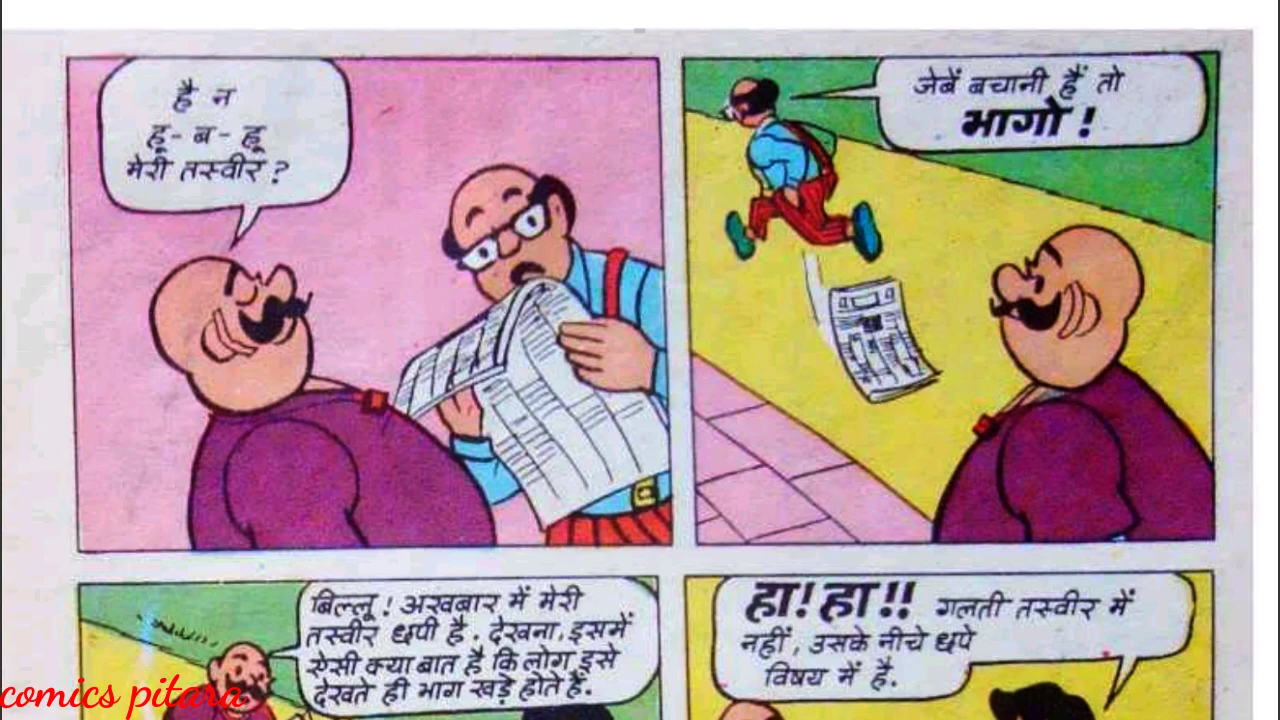 है न
हू-ब-हू
मेरी तस्वीर?
जेबें बचानी हैं तो
भागो!
बिल्लू! अखबार में मेरी
तस्वीर छपी है. देखना, इसमें
ऐसी क्या बात है कि लोग इसे
देखते ही भाग खड़े होते हैं.
हा! हा!! गलती तस्वीर में
नहीं, उसके नीचे छपे
विषय में है.
comics pitara